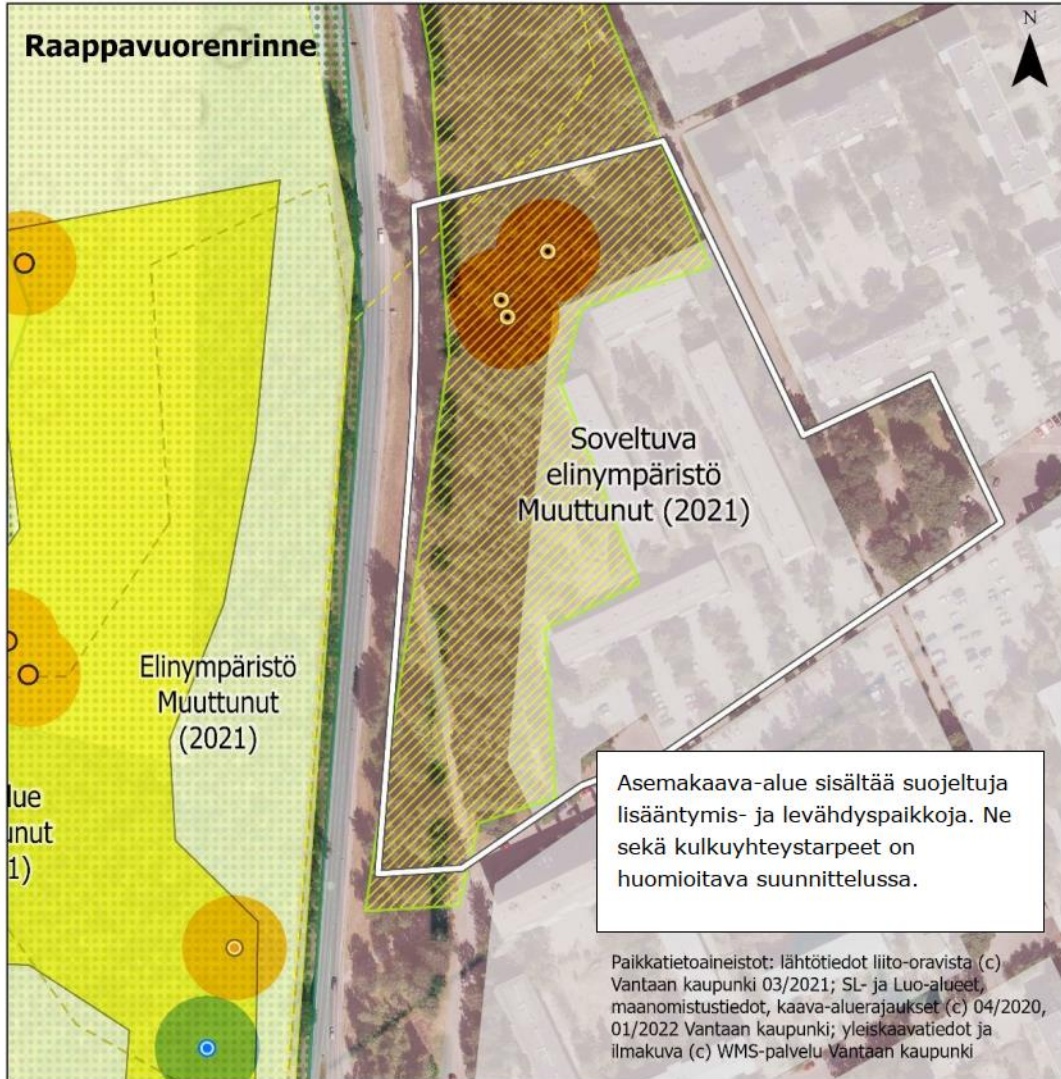 Raappavuorenrinne
N
Soveltuva
elinympäristö
Muuttunut (2021)
Elinympäristö
Muuttunut
(2021)
lue
unut
1)
Asemakaava-alue sisältää suojeltuja
lisääntymis- ja levähdyspaikkoja. Ne
sekä kulkuyhteystarpeet on
huomioitava suunnittelussa.
Paikkatietoaineistot: lähtötiedot liito-oravista (c)
Vantaan kaupunki 03/2021; SL- ja Luo-alueet,
maanomistustiedot, kaava-aluerajaukset (c) 04/2020,
01/2022 Vantaan kaupunki; yleiskaavatiedot ja
ilmakuva (c) WMS-palvelu Vantaan kaupunki